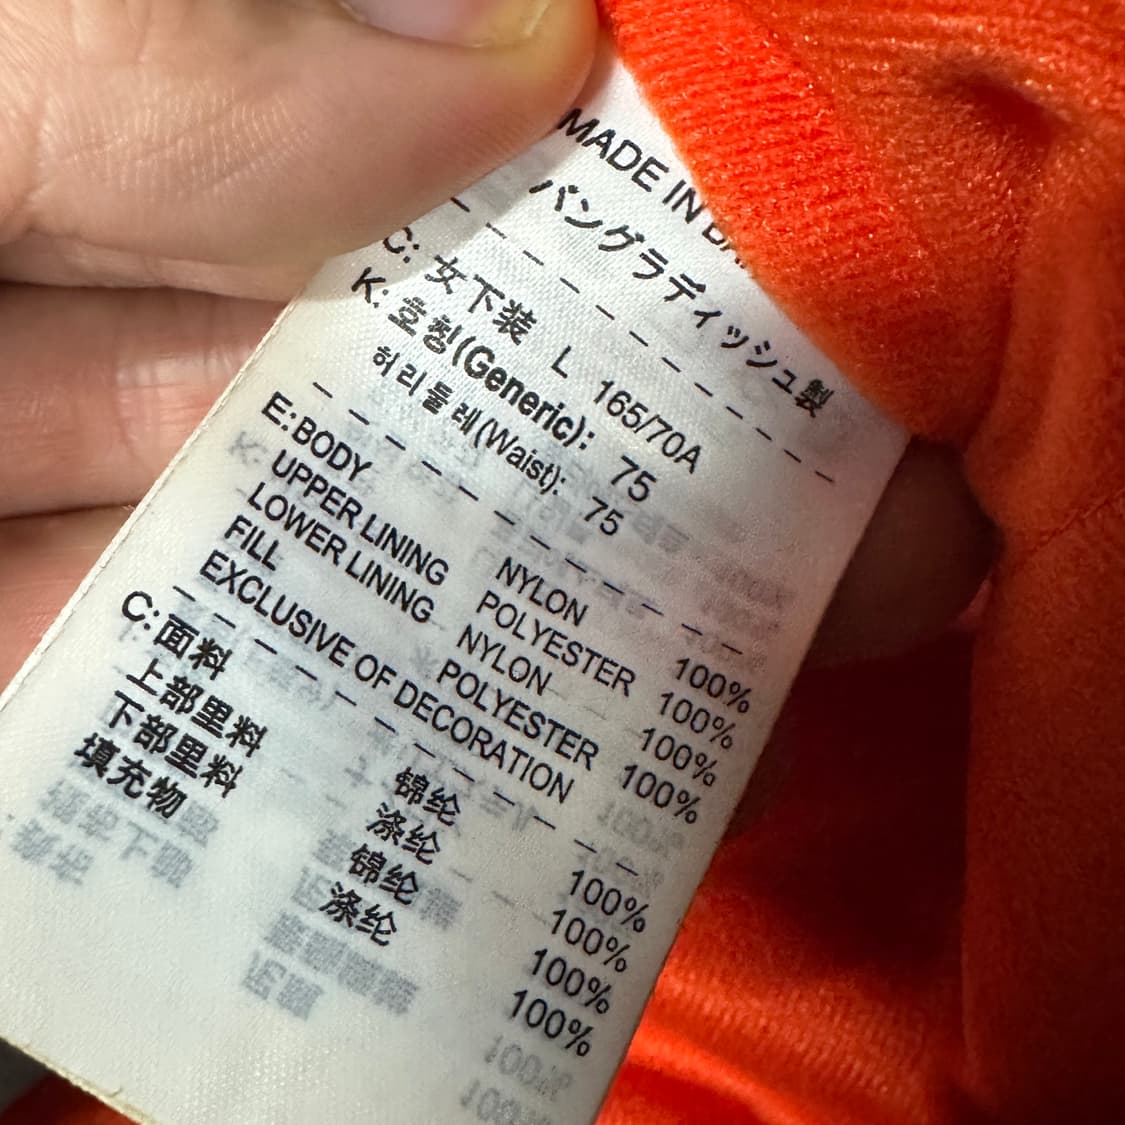 MADE IN
バングラディッシュ製
C: 女下装 L 165/70A
K: 호칭(Generic): 75
허리둘레(Waist): 75
E: BODY NYLON 100%
UPPER LINING POLYESTER 100%
LOWER LINING NYLON 100%
FILL POLYESTER 100%
EXCLUSIVE OF DECORATION
C: 面料 锦纶 100%
上部里料 涤纶 100%
下部里料 锦纶 100%
填充物 涤纶 100%